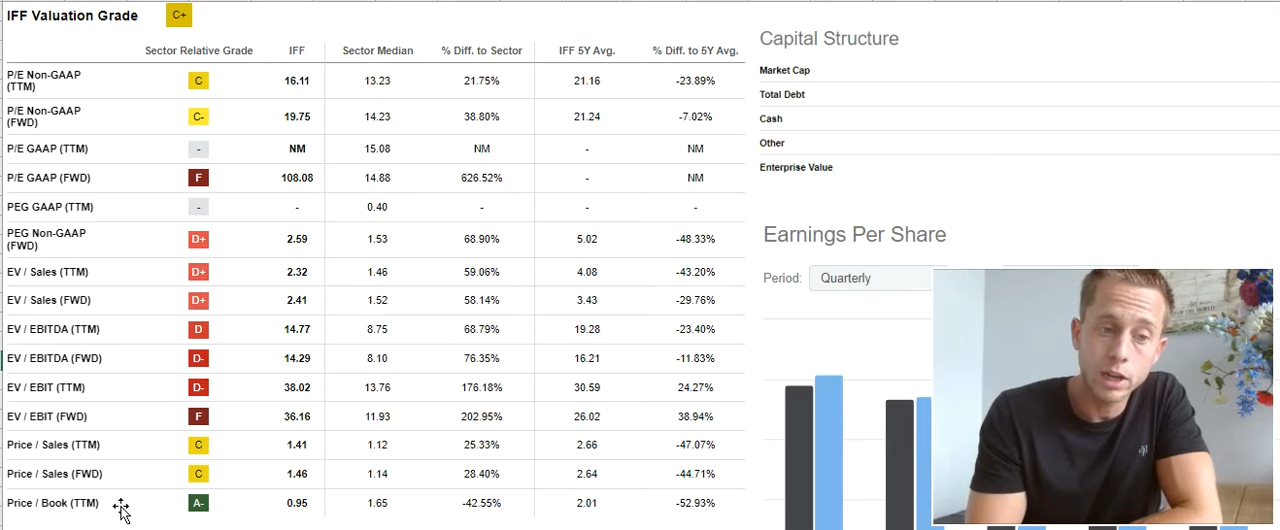 IFF Valuation Grade C+
Sector Relative Grade IFF Sector Median % Diff. to Sector IFF 5Y Avg. % Diff. to 5Y Avg.
P/E Non-GAAP
(TTM) C 16.11 13.23 21.75% 21.16 -23.89%
P/E Non-GAAP
(FWD) C- 19.75 14.23 38.80% 21.24 -7.02%
P/E GAAP (TTM) - NM 15.08 NM - NM
P/E GAAP (FWD) F 108.08 14.88 626.52% - NM
PEG GAAP (TTM) - - 0.40 - - -
PEG Non-GAAP
(FWD) D+ 2.59 1.53 68.90% 5.02 -48.33%
EV / Sales (TTM) D+ 2.32 1.46 59.06% 4.08 -43.20%
EV / Sales (FWD) D+ 2.41 1.52 58.14% 3.43 -29.76%
EV / EBITDA (TTM) D 14.77 8.75 68.79% 19.28 -23.40%
EV / EBITDA (FWD) D- 14.29 8.10 76.35% 16.21 -11.83%
EV / EBIT (TTM) D- 38.02 13.76 176.18% 30.59 24.27%
EV / EBIT (FWD) F 36.16 11.93 202.95% 26.02 38.94%
Price / Sales (TTM) C 1.41 1.12 25.33% 2.66 -47.07%
Price / Sales (FWD) C 1.46 1.14 28.40% 2.64 -44.71%
Price / Book (TTM) A- 0.95 1.65 -42.55% 2.01 -52.93%
Capital Structure
Market Cap
Total Debt
Cash
Other
Enterprise Value
Earnings Per Share
Period: Quarterly